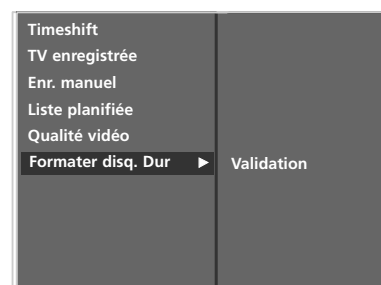 Timeshift
TV enregistrée
Enr. manuel
Liste planifiée
Qualité vidéo
Formater disq. Dur ► Validation